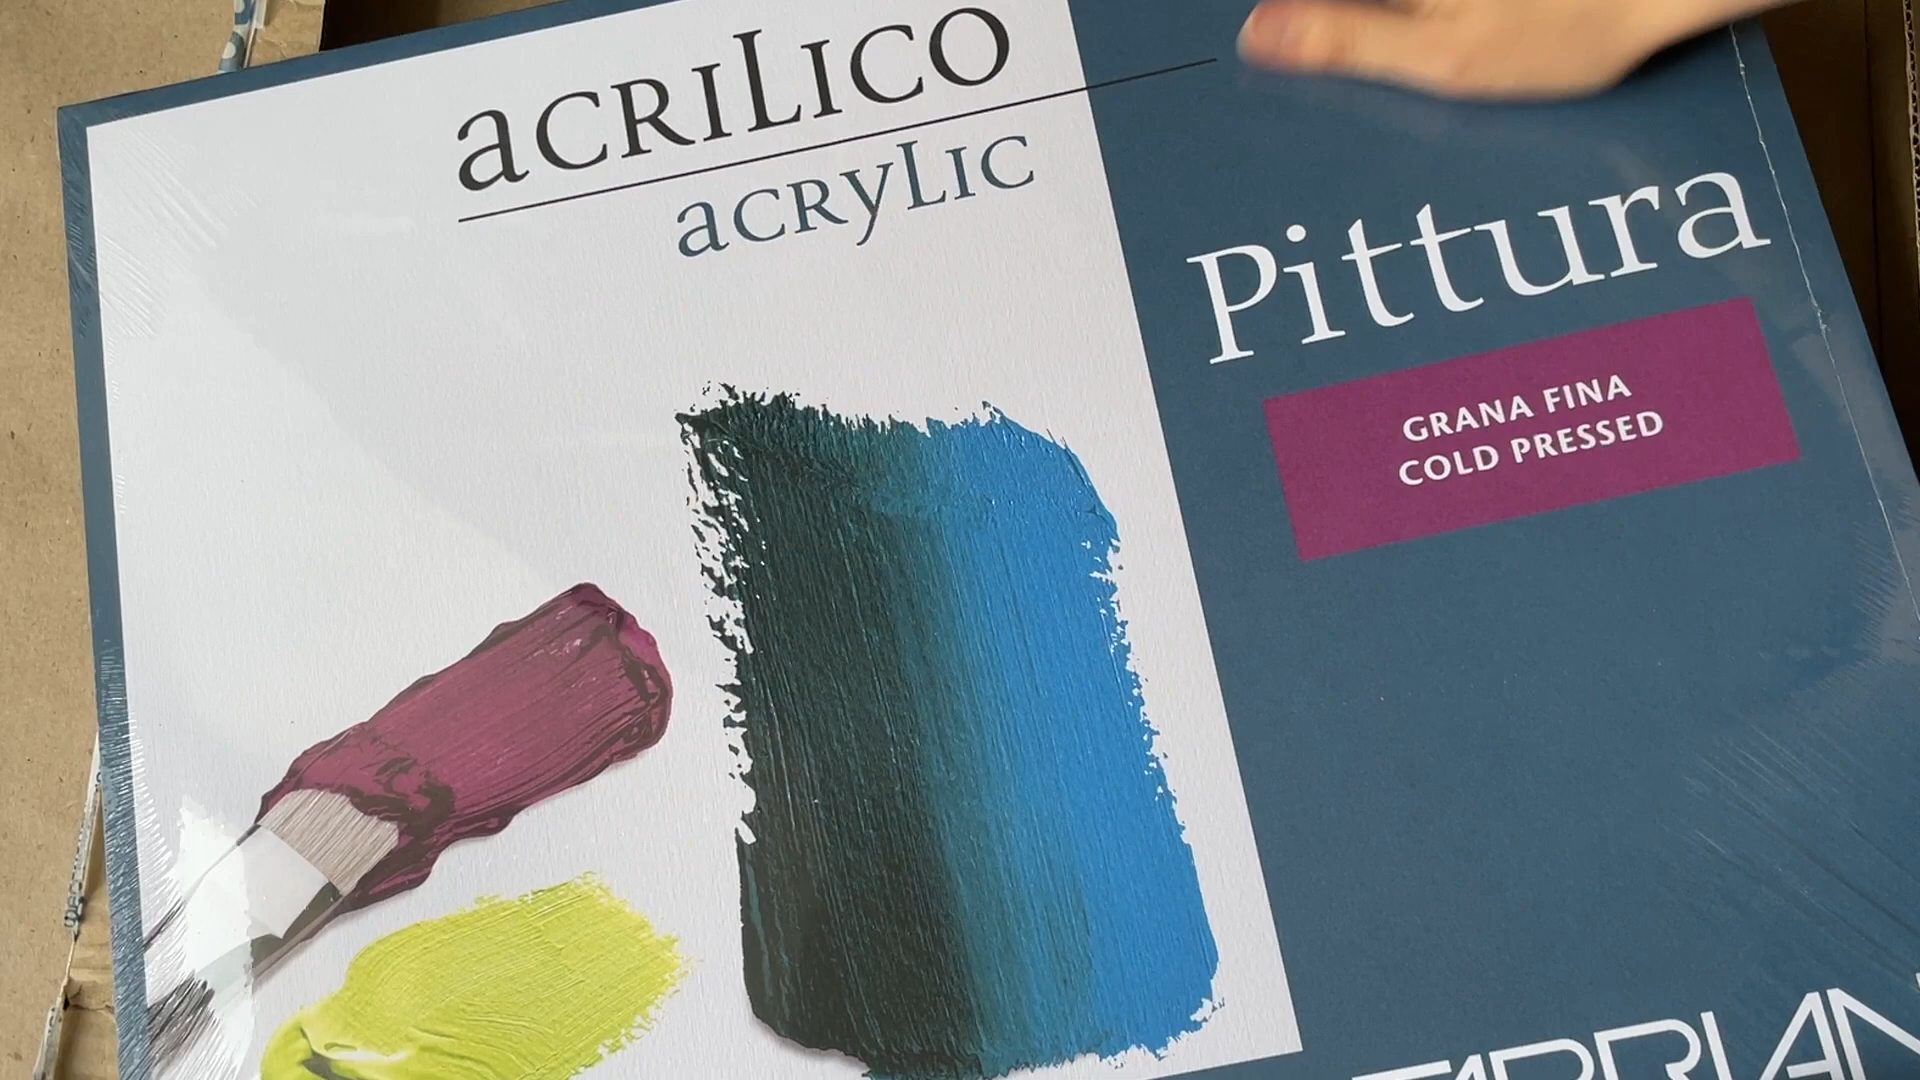 acrilico
acrylic
Pittura
GRANA FINA
COLD PRESSED